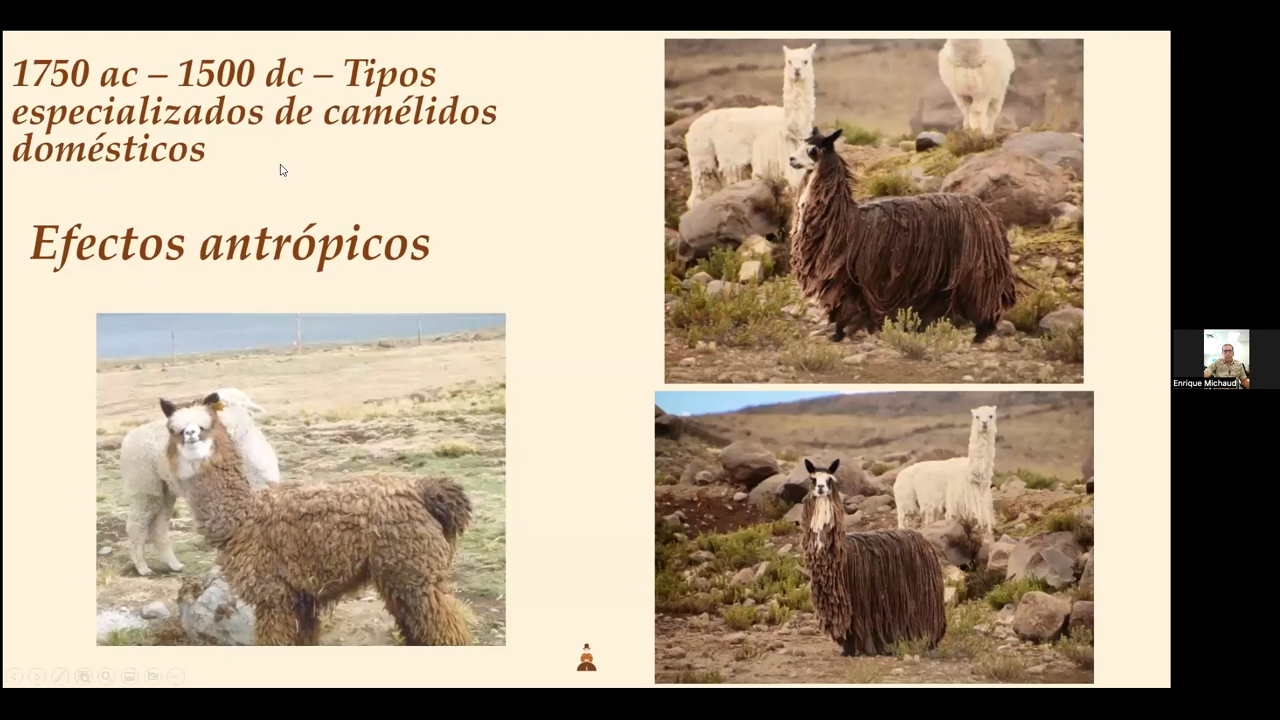 1750 ac – 1500 dc – Tipos
especializados de camélidos
domésticos
Efectos antrópicos
Enrique Michaud